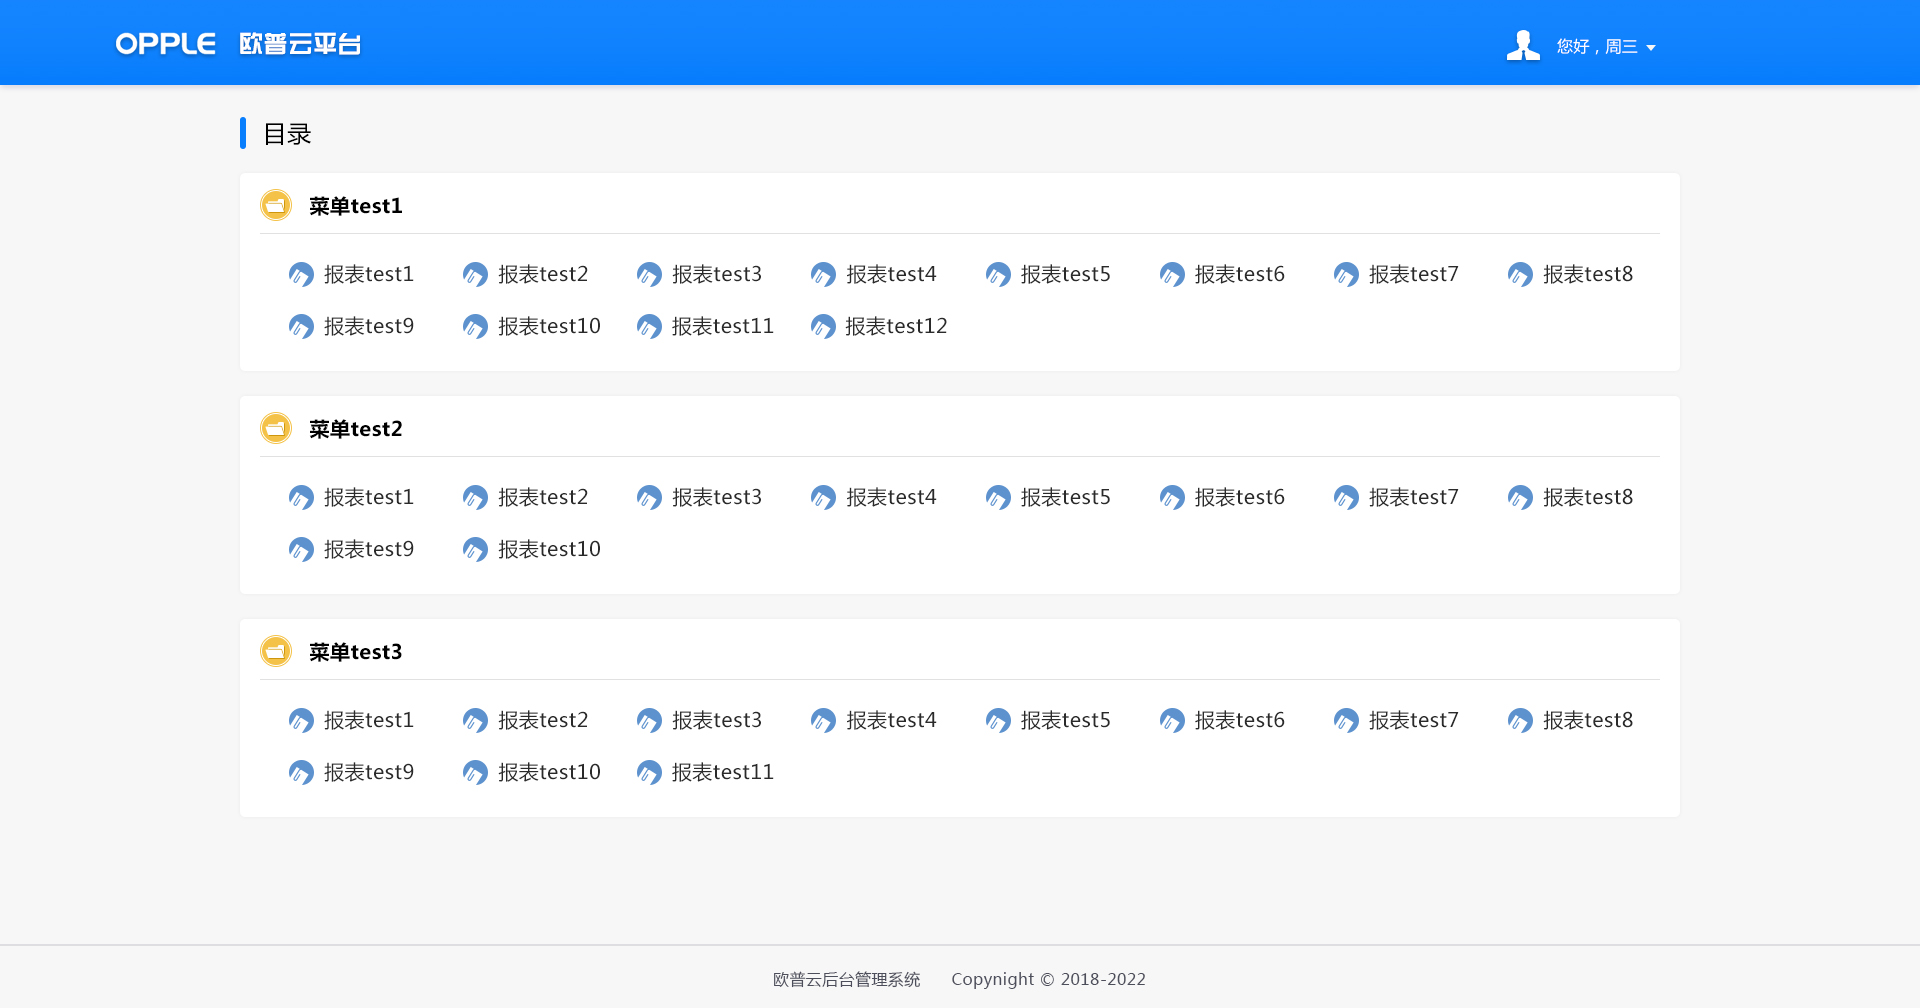 OPPLE 欧普云平台 您好，周三
目录
菜单test1
报表test1 报表test2 报表test3 报表test4 报表test5 报表test6 报表test7 报表test8
报表test9 报表test10 报表test11 报表test12
菜单test2
报表test1 报表test2 报表test3 报表test4 报表test5 报表test6 报表test7 报表test8
报表test9 报表test10
菜单test3
报表test1 报表test2 报表test3 报表test4 报表test5 报表test6 报表test7 报表test8
报表test9 报表test10 报表test11
欧普云后台管理系统 Copynight © 2018-2022